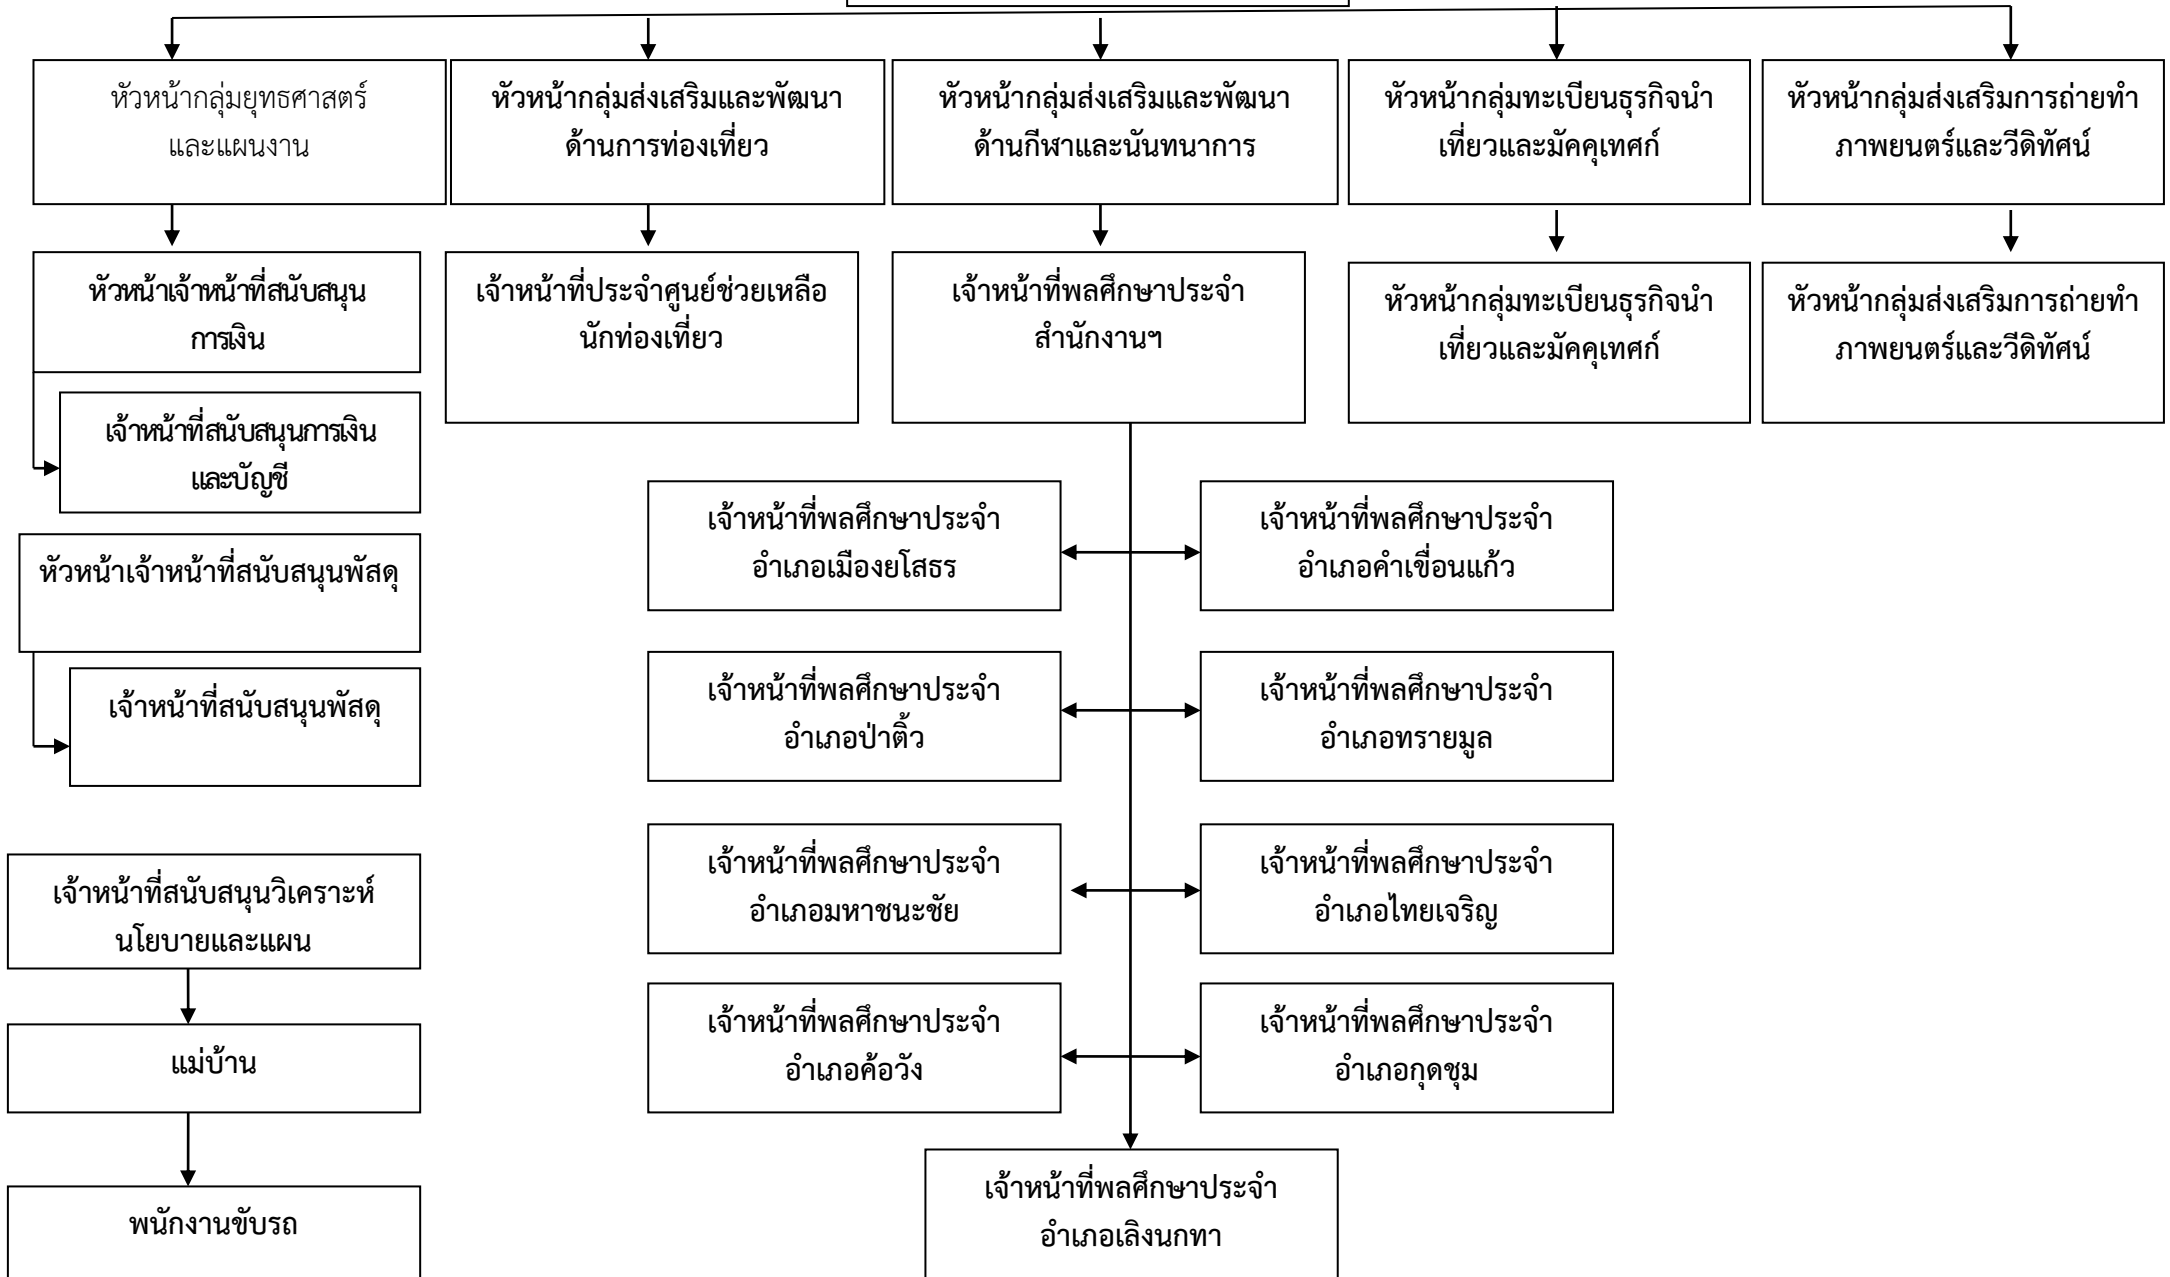 หัวหน้ากลุ่มยุทธศาสตร์
และแผนงาน
หัวหน้ากลุ่มส่งเสริมและพัฒนา
ด้านการท่องเที่ยว
หัวหน้ากลุ่มส่งเสริมและพัฒนา
ด้านกีฬาและนันทนาการ
หัวหน้ากลุ่มทะเบียนธุรกิจนำ
เที่ยวและมัคคุเทศก์
หัวหน้ากลุ่มส่งเสริมการถ่ายทำ
ภาพยนตร์และวีดิทัศน์
หัวหน้าเจ้าหน้าที่สนับสนุน
การเงิน
เจ้าหน้าที่ประจำศูนย์ช่วยเหลือ
นักท่องเที่ยว
เจ้าหน้าที่พลศึกษาประจำ
สำนักงานฯ
หัวหน้ากลุ่มทะเบียนธุรกิจนำ
เที่ยวและมัคคุเทศก์
หัวหน้ากลุ่มส่งเสริมการถ่ายทำ
ภาพยนตร์และวีดิทัศน์
เจ้าหน้าที่สนับสนุนการเงิน
และบัญชี
หัวหน้าเจ้าหน้าที่สนับสนุนพัสดุ
เจ้าหน้าที่สนับสนุนพัสดุ
เจ้าหน้าที่สนับสนุนวิเคราะห์
นโยบายและแผน
แม่บ้าน
พนักงานขับรถ
เจ้าหน้าที่พลศึกษาประจำ
อำเภอเมืองยโสธร
เจ้าหน้าที่พลศึกษาประจำ
อำเภอคำเขื่อนแก้ว
เจ้าหน้าที่พลศึกษาประจำ
อำเภอป่าติ้ว
เจ้าหน้าที่พลศึกษาประจำ
อำเภอทรายมูล
เจ้าหน้าที่พลศึกษาประจำ
อำเภอมหาชนะชัย
เจ้าหน้าที่พลศึกษาประจำ
อำเภอไทยเจริญ
เจ้าหน้าที่พลศึกษาประจำ
อำเภอค้อวัง
เจ้าหน้าที่พลศึกษาประจำ
อำเภอกุดชุม
เจ้าหน้าที่พลศึกษาประจำ
อำเภอเลิงนกทา